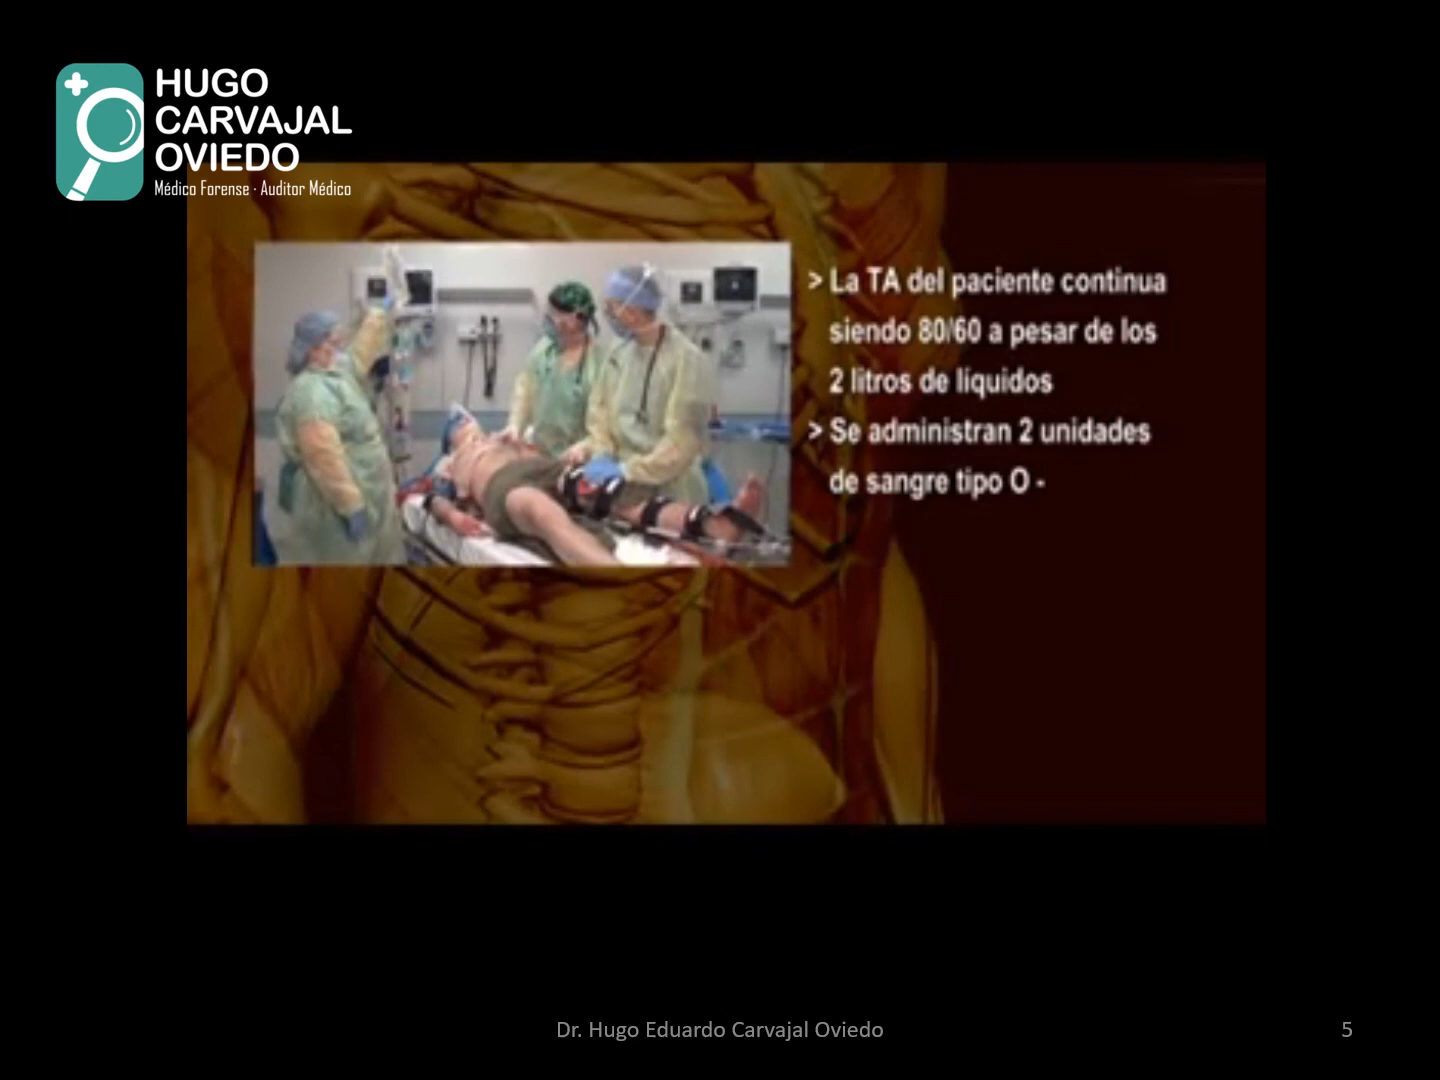 HUGO
CARVAJAL
OVIEDO
Médico Forense · Auditor Médico
> La TA del paciente continua
siendo 80/60 a pesar de los
2 litros de líquidos
> Se administran 2 unidades
de sangre tipo O -
Dr. Hugo Eduardo Carvajal Oviedo
5